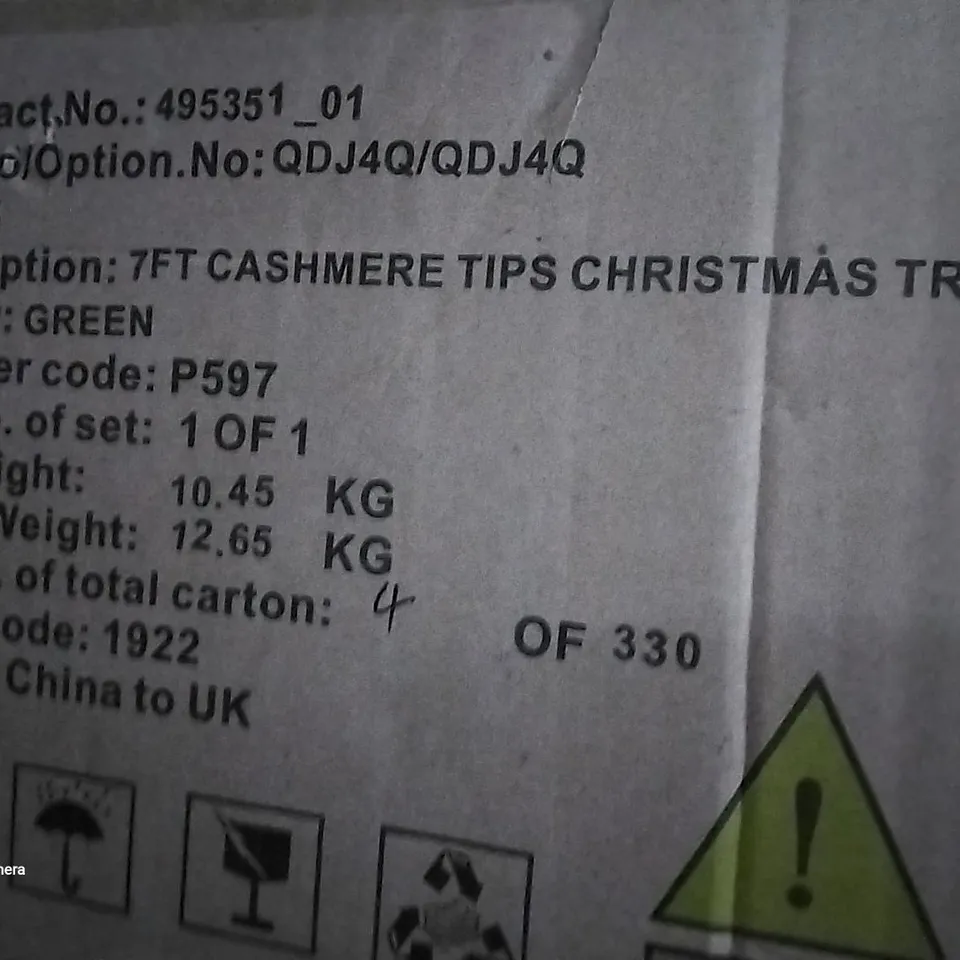 act.No.: 495351_01
o/Option.No: QDJ4Q/QDJ4Q
ption: 7FT CASHMERE TIPS CHRISTMAS TR
: GREEN
er code: P597
. of set: 1 OF 1
ight: 10.45 KG
Weight: 12.65 KG
. of total carton: 4 OF 330
ode: 1922
China to UK
mera